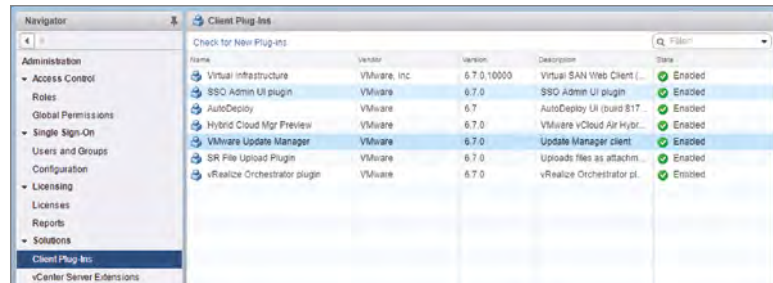 Navigator
Client Plug-Ins
Check for New Plug-ins
Filter
Administration
Access Control
Roles
Global Permissions
Single Sign-On
Users and Groups
Configuration
Licensing
Licenses
Reports
Solutions
Client Plug-Ins
vCenter Server Extensions
Name Vendor Version Description State
Virtual Infrastructure VMware, Inc. 6.7.0.10000 Virtual SAN Web Client (... Enabled
SSO Admin UI plugin VMware 6.7.0 SSO Admin UI plugin Enabled
AutoDeploy VMware 6.7 AutoDeploy UI (build 817... Enabled
Hybrid Cloud Mgr Preview VMware 6.7.0 VMware vCloud Air Hybr... Enabled
VMware Update Manager VMware 6.7.0 Update Manager client Enabled
SR File Upload Plugin VMware 6.7.0 Uploads files as attachm... Enabled
vRealize Orchestrator plugin VMware 6.7.0 vRealize Orchestrator pl... Enabled